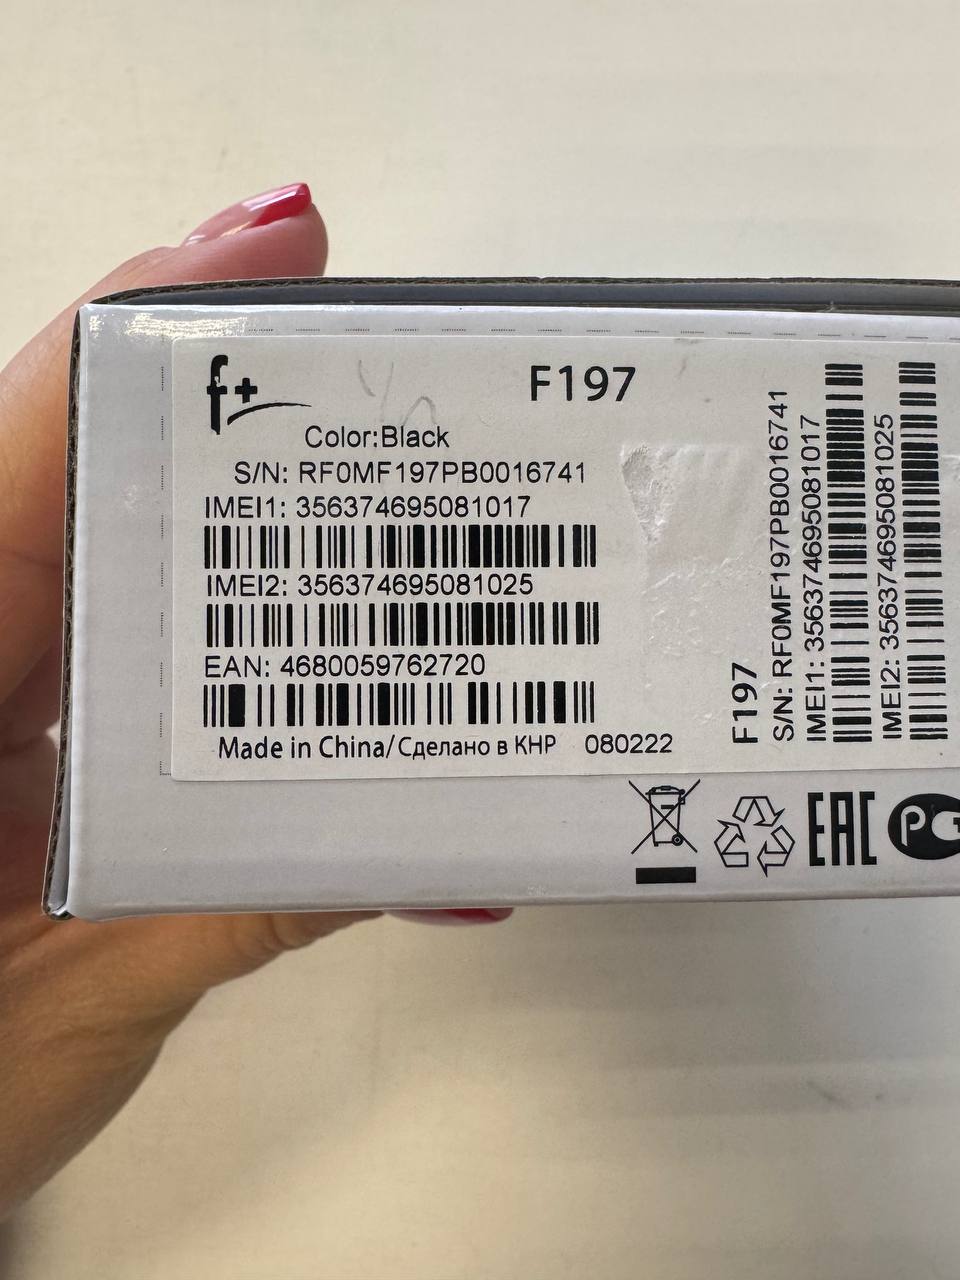 f+
F197
Color:Black
S/N: RF0MF197PB0016741
IMEI1: 356374695081017
IMEI2: 356374695081025
EAN: 4680059762720
Made in China/Сделано в КНР 080222
F197
S/N: RF0MF197PB0016741
IMEI1: 356374695081017
IMEI2: 356374695081025
EAC